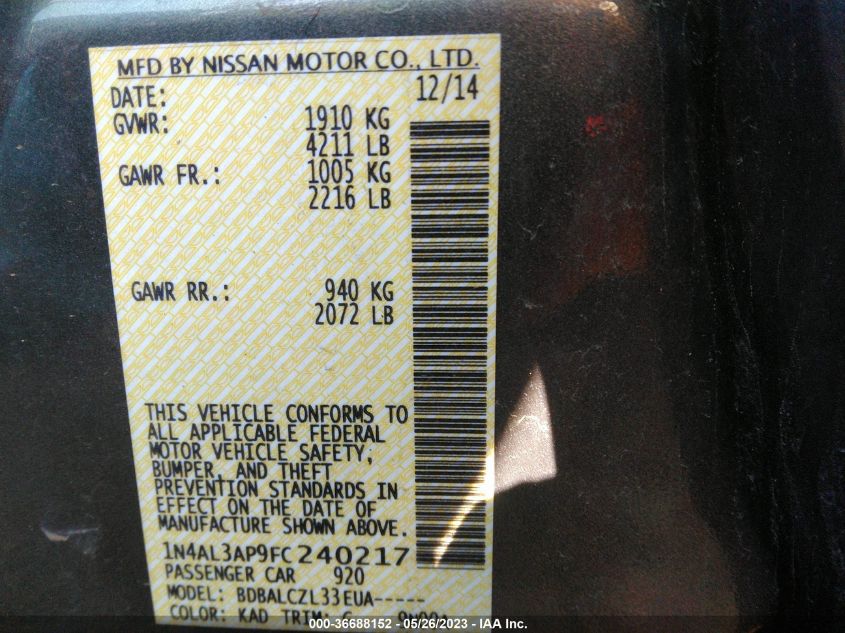 MFD BY NISSAN MOTOR CO., LTD.
DATE: 12/14
GVWR: 1910 KG
4211 LB
GAWR FR.: 1005 KG
2216 LB
GAWR RR.: 940 KG
2072 LB
THIS VEHICLE CONFORMS TO
ALL APPLICABLE FEDERAL
MOTOR VEHICLE SAFETY,
BUMPER, AND THEFT
PREVENTION STANDARDS IN
EFFECT ON THE DATE OF
MANUFACTURE SHOWN ABOVE.
1N4AL3AP9FC240217
PASSENGER CAR 920
MODEL: BDBALCZL33EUA-----
COLOR: KAD TRIM: G
000-36688152 - 05/26/2023 - IAA Inc.